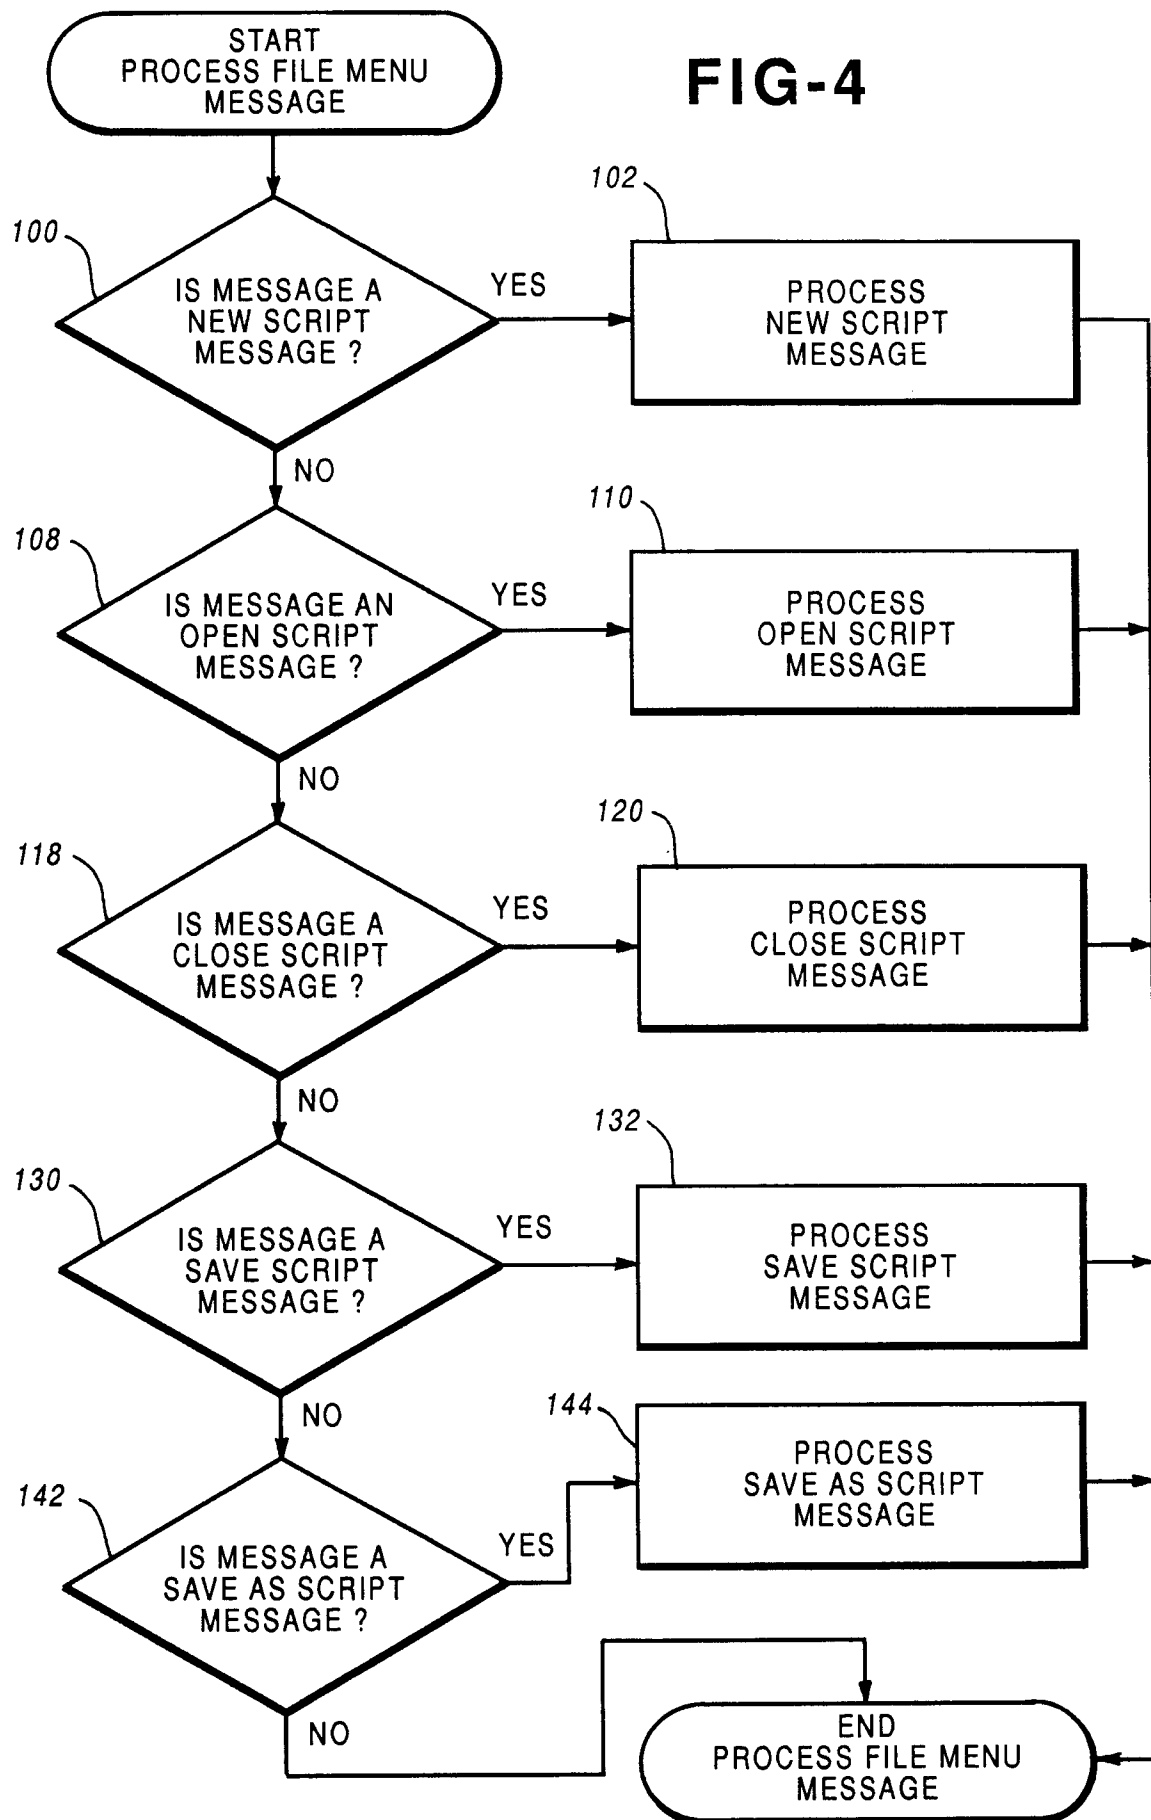 START
PROCESS FILE MENU
MESSAGE
FIG-4
100
IS MESSAGE A
NEW SCRIPT
MESSAGE ?
YES
NO
102
PROCESS
NEW SCRIPT
MESSAGE
108
IS MESSAGE AN
OPEN SCRIPT
MESSAGE ?
YES
NO
110
PROCESS
OPEN SCRIPT
MESSAGE
118
IS MESSAGE A
CLOSE SCRIPT
MESSAGE ?
YES
NO
120
PROCESS
CLOSE SCRIPT
MESSAGE
130
IS MESSAGE A
SAVE SCRIPT
MESSAGE ?
YES
NO
132
PROCESS
SAVE SCRIPT
MESSAGE
142
IS MESSAGE A
SAVE AS SCRIPT
MESSAGE ?
YES
NO
144
PROCESS
SAVE AS SCRIPT
MESSAGE
END
PROCESS FILE MENU
MESSAGE